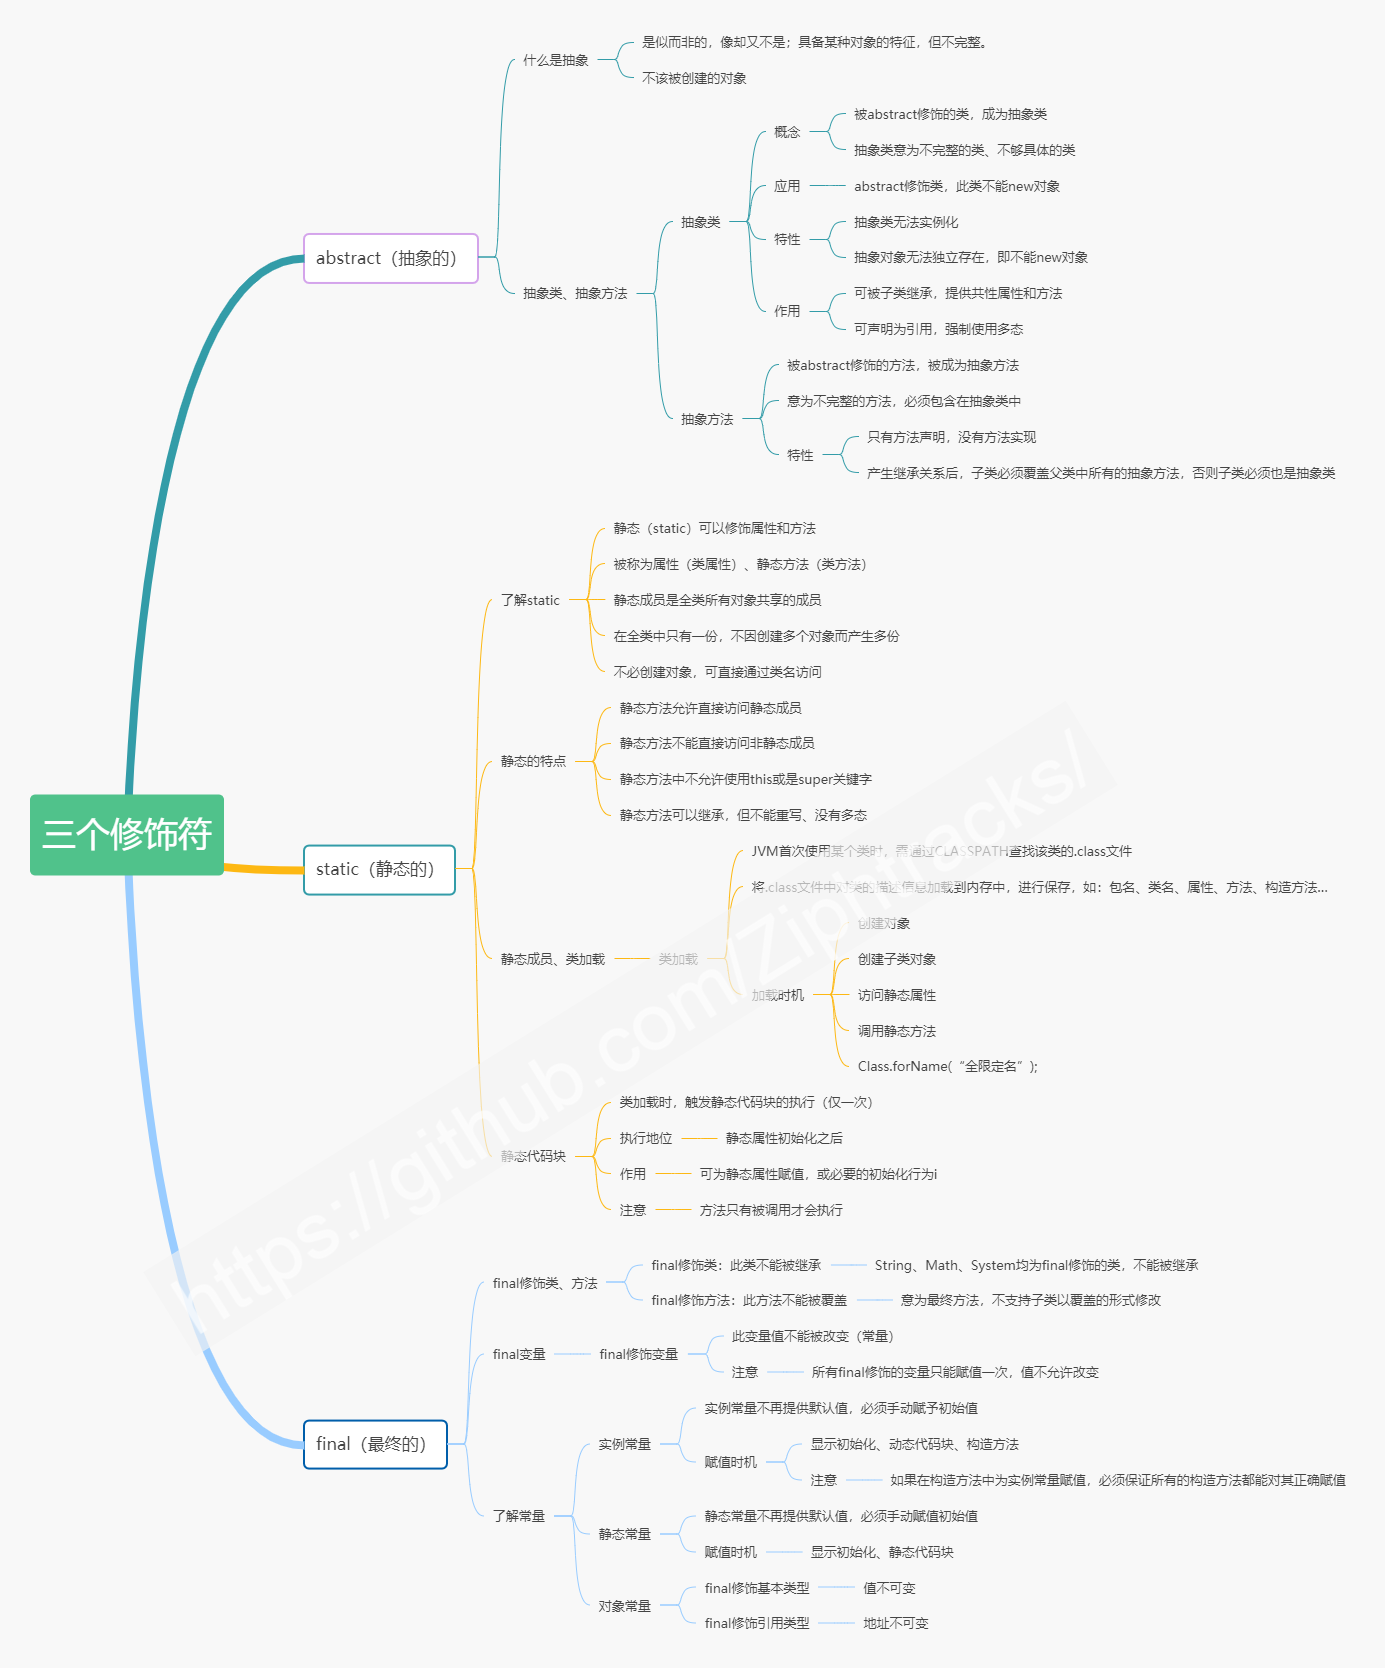 三个修饰符
abstract（抽象的）
什么是抽象
是似而非的，像却又不是；具备某种对象的特征，但不完整。
不该被创建的对象
抽象类、抽象方法
抽象类
概念
被abstract修饰的类，成为抽象类
抽象类意为不完整的类、不够具体的类
应用
abstract修饰类，此类不能new对象
特性
抽象类无法实例化
抽象对象无法独立存在，即不能new对象
作用
可被子类继承，提供共性属性和方法
可声明为引用，强制使用多态
抽象方法
被abstract修饰的方法，被成为抽象方法
意为不完整的方法，必须包含在抽象类中
特性
只有方法声明，没有方法实现
产生继承关系后，子类必须覆盖父类中所有的抽象方法，否则子类必须也是抽象类
static（静态的）
了解static
静态（static）可以修饰属性和方法
被称为属性（类属性）、静态方法（类方法）
静态成员是全类所有对象共享的成员
在全类中只有一份，不因创建多个对象而产生多份
不必创建对象，可直接通过类名访问
静态的特点
静态方法允许直接访问静态成员
静态方法不能直接访问非静态成员
静态方法中不允许使用this或是super关键字
静态方法可以继承，但不能重写、没有多态
静态成员、类加载
类加载
JVM首次使用某个类时，需通过CLASSPATH查找该类的.class文件
将.class文件中对类的描述信息加载到内存中，进行保存，如：包名、类名、属性、方法、构造方法...
加载时机
创建对象
创建子类对象
访问静态属性
调用静态方法
Class.forName(“全限定名”);
静态代码块
类加载时，触发静态代码块的执行（仅一次）
执行地位
静态属性初始化之后
作用
可为静态属性赋值，或必要的初始化行为i
注意
方法只有被调用才会执行
final（最终的）
final修饰类、方法
final修饰类：此类不能被继承
String、Math、System均为final修饰的类，不能被继承
final修饰方法：此方法不能被覆盖
意为最终方法，不支持子类以覆盖的形式修改
final变量
final修饰变量
此变量值不能被改变（常量）
注意
所有final修饰的变量只能赋值一次，值不允许改变
了解常量
实例常量
实例常量不再提供默认值，必须手动赋予初始值
赋值时机
显示初始化、动态代码块、构造方法
注意
如果在构造方法中为实例常量赋值，必须保证所有的构造方法都能对其正确赋值
静态常量
静态常量不再提供默认值，必须手动赋值初始值
赋值时机
显示初始化、静态代码块
对象常量
final修饰基本类型
值不可变
final修饰引用类型
地址不可变
https://github.com/Ziphtracks/